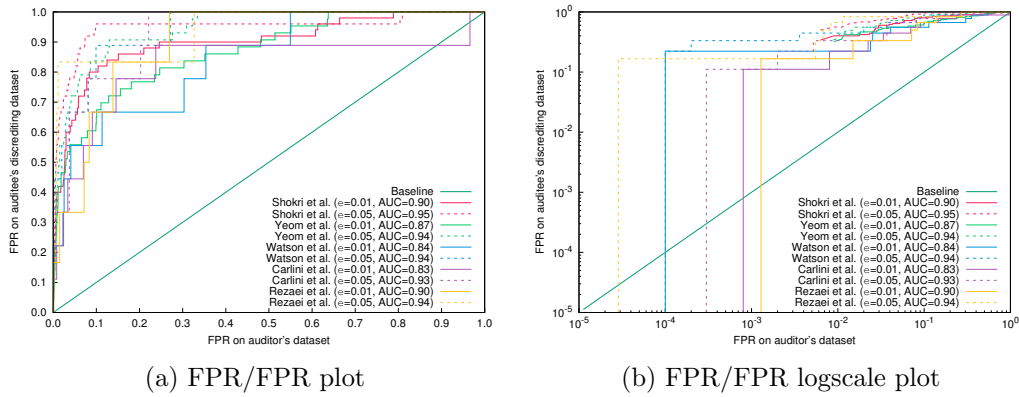 1.0
0.9
0.8
0.7
0.6
0.5
0.4
0.3
0.2
0.1
0.0
FPR on auditee's discrediting dataset
Baseline
Shokri et al. (e=0.01, AUC=0.90)
Shokri et al. (e=0.05, AUC=0.95)
Yeom et al. (e=0.01, AUC=0.87)
Yeom et al. (e=0.05, AUC=0.94)
Watson et al. (e=0.01, AUC=0.84)
Watson et al. (e=0.05, AUC=0.94)
Carlini et al. (e=0.01, AUC=0.83)
Carlini et al. (e=0.05, AUC=0.93)
Rezaei et al. (e=0.01, AUC=0.90)
Rezaei et al. (e=0.05, AUC=0.94)
0.0 0.1 0.2 0.3 0.4 0.5 0.6 0.7 0.8 0.9 1.0
FPR on auditor's dataset
(a) FPR/FPR plot
10⁰
10⁻¹
10⁻²
10⁻³
10⁻⁴
10⁻⁵
FPR on auditee's discrediting dataset
Baseline
Shokri et al. (e=0.01, AUC=0.90)
Shokri et al. (e=0.05, AUC=0.95)
Yeom et al. (e=0.01, AUC=0.87)
Yeom et al. (e=0.05, AUC=0.94)
Watson et al. (e=0.01, AUC=0.84)
Watson et al. (e=0.05, AUC=0.94)
Carlini et al. (e=0.01, AUC=0.83)
Carlini et al. (e=0.05, AUC=0.93)
Rezaei et al. (e=0.01, AUC=0.90)
Rezaei et al. (e=0.05, AUC=0.94)
10⁻⁵ 10⁻⁴ 10⁻³ 10⁻² 10⁻¹ 10⁰
FPR on auditor's dataset
(b) FPR/FPR logscale plot